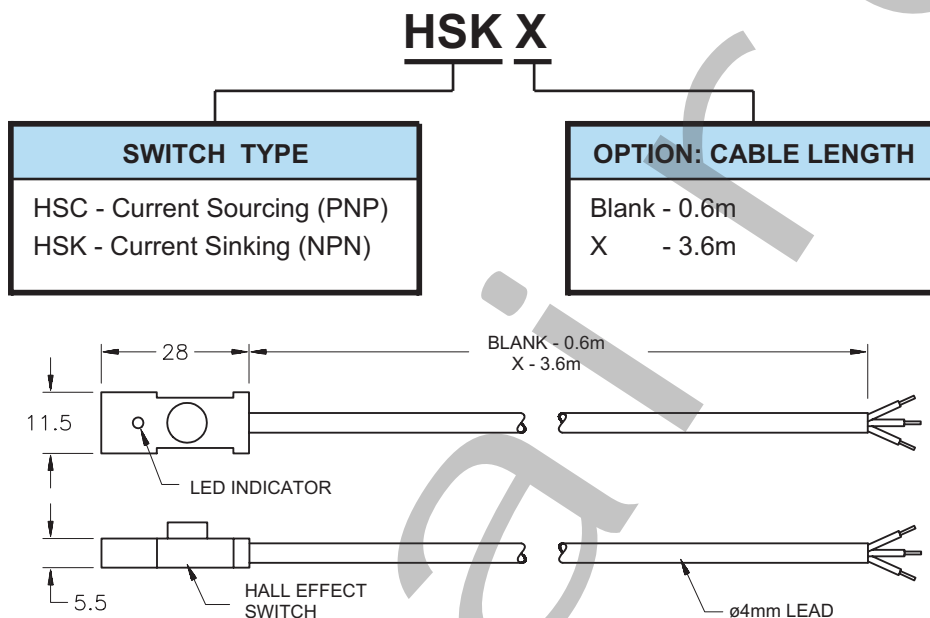 HSK X
SWITCH TYPE
HSC - Current Sourcing (PNP)
HSK - Current Sinking (NPN)
OPTION: CABLE LENGTH
Blank - 0.6m
X - 3.6m
28
BLANK - 0.6m
X - 3.6m
11.5
LED INDICATOR
5.5
HALL EFFECT
SWITCH
ø4mm LEAD